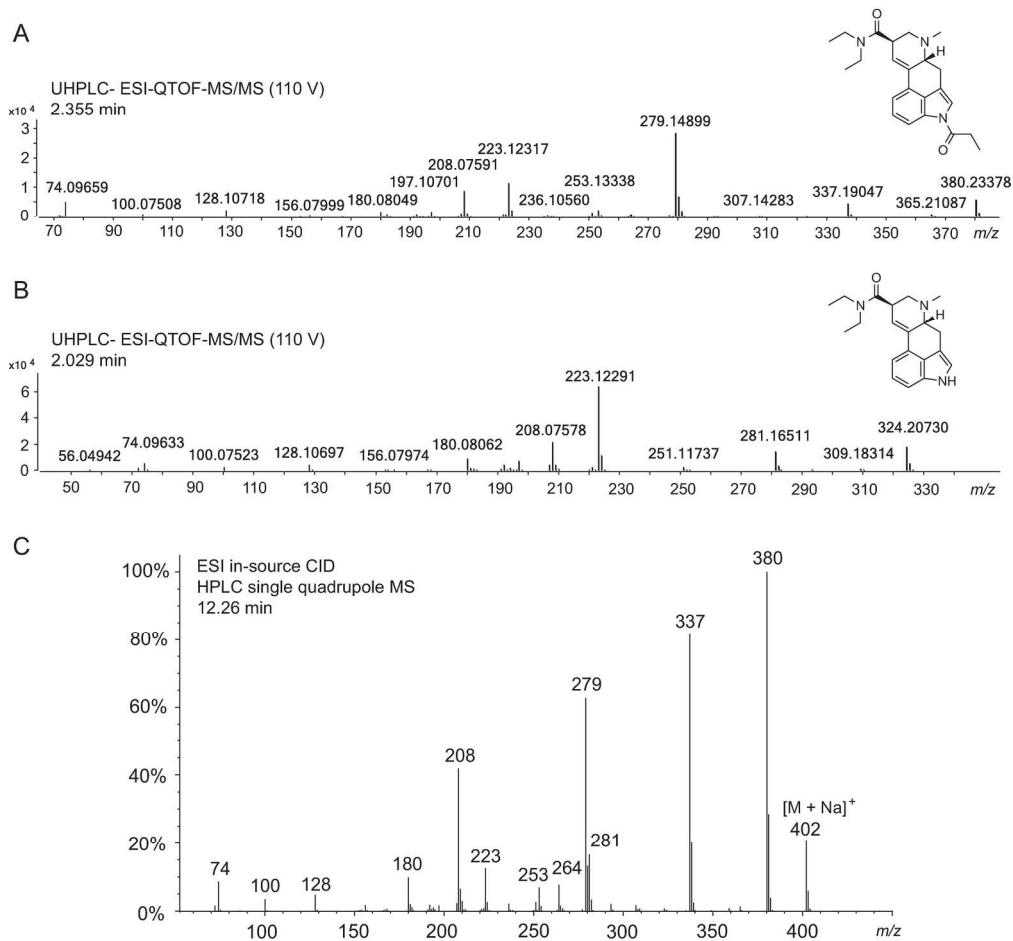 A
UHPLC- ESI-QTOF-MS/MS (110 V)
2.355 min
x10 4
3
2
1
0
74.09659
100.07508
128.10718
156.07999
180.08049
197.10701
208.07591
223.12317
236.10560
253.13338
279.14899
307.14283
337.19047
365.21087
380.23378
70 90 110 130 150 170 190 210 230 250 270 290 310 330 350 370 m/z
O
N
N
H
N
O
B
UHPLC- ESI-QTOF-MS/MS (110 V)
2.029 min
x10 4
6
4
2
0
56.04942
74.09633
100.07523
128.10697
156.07974
180.08062
208.07578
223.12291
251.11737
281.16511
309.18314
324.20730
50 70 90 110 130 150 170 190 210 230 250 270 290 310 330 m/z
O
N
N
H
NH
C
ESI in-source CID
HPLC single quadrupole MS
12.26 min
100%
80%
60%
40%
20%
0%
74
100
128
180
208
223
253
264
279
281
337
380
[M + Na]+
402
100 150 200 250 300 350 400 m/z